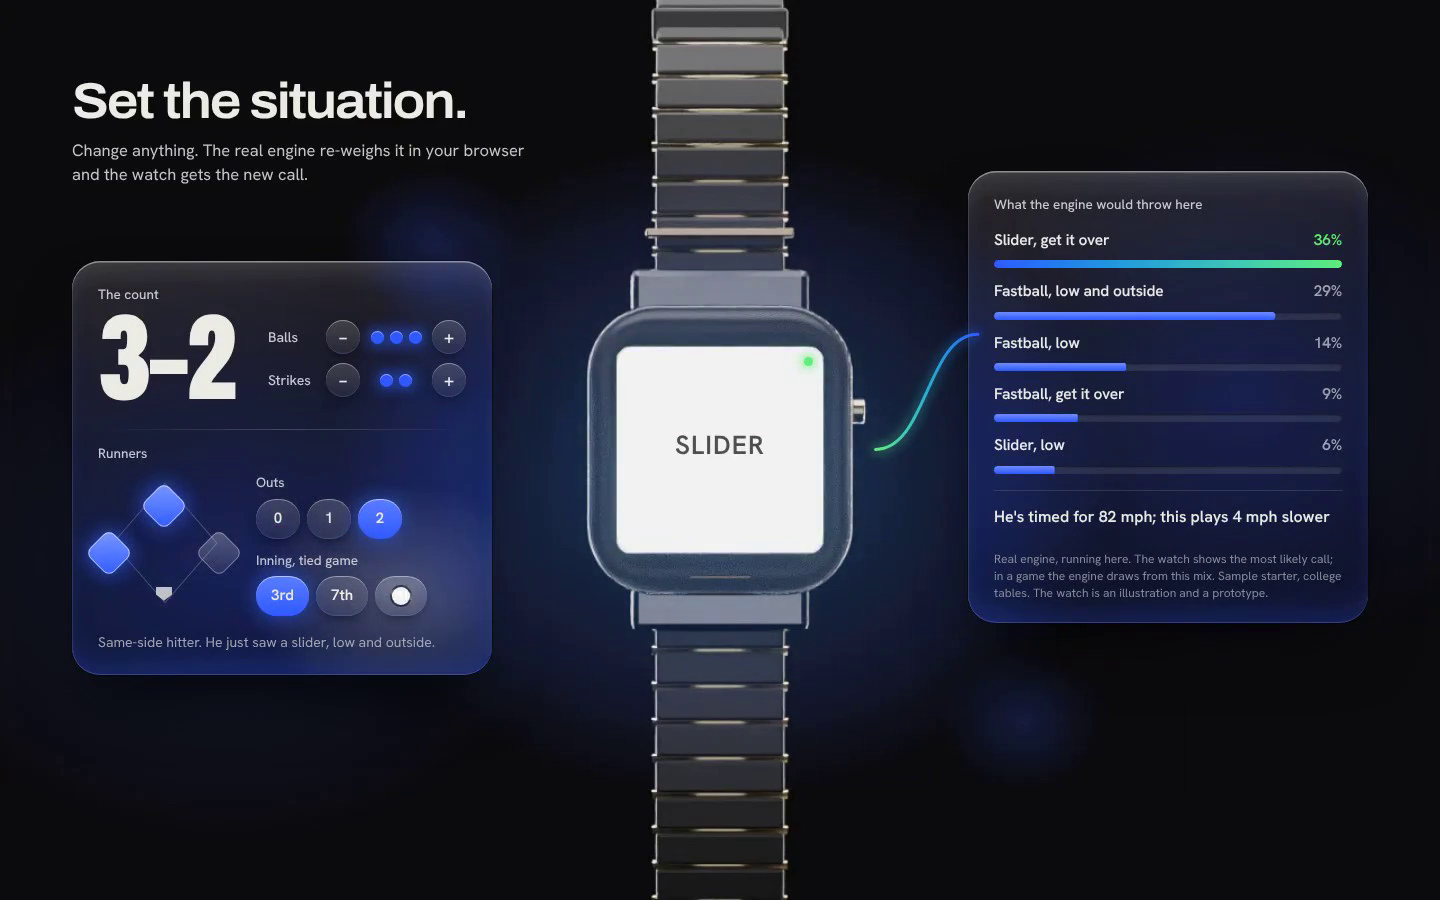 Set the situation.
Change anything. The real engine re-weighs it in your browser
and the watch gets the new call.
The count
3–2
Balls
–
+
Strikes
–
+
Runners
Outs
0
1
2
Inning, tied game
3rd
7th
Same-side hitter. He just saw a slider, low and outside.
SLIDER
What the engine would throw here
Slider, get it over 36%
Fastball, low and outside 29%
Fastball, low 14%
Fastball, get it over 9%
Slider, low 6%
He's timed for 82 mph; this plays 4 mph slower
Real engine, running here. The watch shows the most likely call;
in a game the engine draws from this mix. Sample starter, college
tables. The watch is an illustration and a prototype.